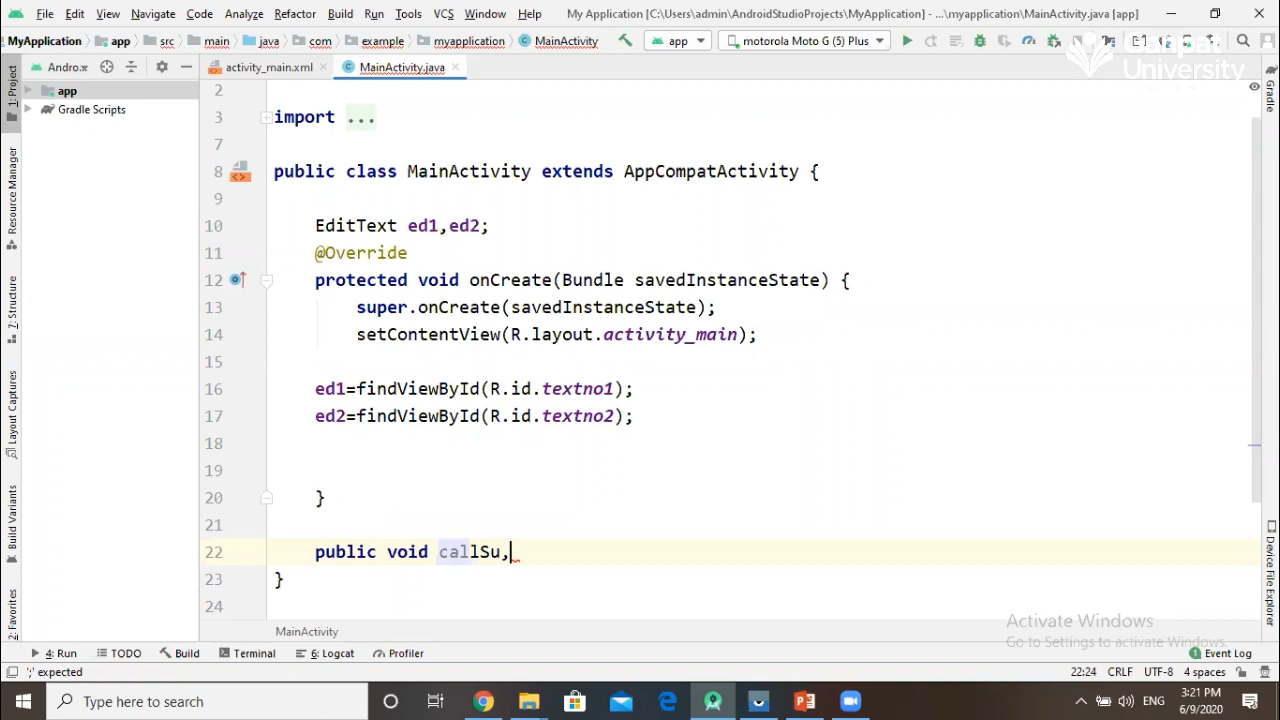 File Edit View Navigate Code Analyze Refactor Build Run Tools VCS Window Help My Application [C:\Users\admin\AndroidStudioProjects\MyApplication] - ...\myapplication\MainActivity.java [app]
MyApplication app src main java com example myapplication MainActivity app motorola Moto G (5) Plus
Ganpat
University
1: Project
Resource Manager
7: Structure
Layout Captures
Build Variants
2: Favorites
Andro...
app
Gradle Scripts
activity_main.xml MainActivity.java
2
3 import ...
7
8 public class MainActivity extends AppCompatActivity {
9
10 EditText ed1,ed2;
11 @Override
12 protected void onCreate(Bundle savedInstanceState) {
13 super.onCreate(savedInstanceState);
14 setContentView(R.layout.activity_main);
15
16 ed1=findViewById(R.id.textno1);
17 ed2=findViewById(R.id.textno2);
18
19
20 }
21
22 public void callSu,
23 }
24
MainActivity
Gradle
Device File Explorer
Activate Windows
Go to Settings to activate Windows.
4: Run TODO Build Terminal 6: Logcat Profiler 1 Event Log
';' expected 22:24 CRLF UTF-8 4 spaces
Type here to search ENG 3:21 PM
6/9/2020